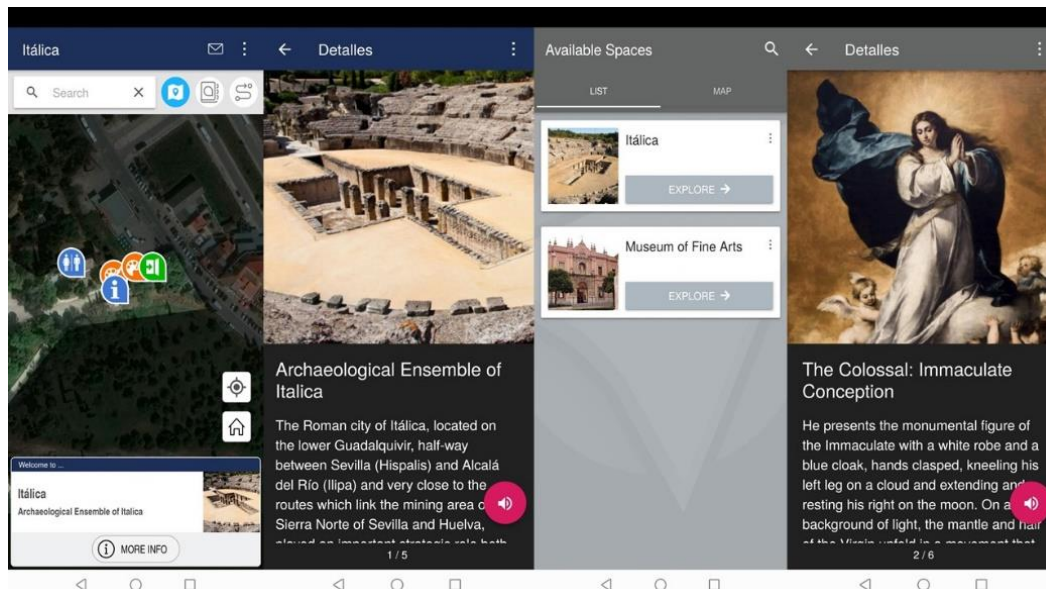 Itálica
Search
Welcome to ...
Itálica
Archaeological Ensemble of Italica
MORE INFO
Detalles
Archaeological Ensemble of
Italica
The Roman city of Itálica, located on
the lower Guadalquivir, half-way
between Sevilla (Hispalis) and Alcalá
del Río (Ilipa) and very close to the
routes which link the mining area
Sierra Norte of Sevilla and Huelva,
1 / 5
Available Spaces
LIST
MAP
Itálica
EXPLORE
Museum of Fine Arts
EXPLORE
Detalles
The Colossal: Immaculate
Conception
He presents the monumental figure of
the Immaculate with a white robe and a
blue cloak, hands clasped, kneeling his
left leg on a cloud and extending and
resting his right on the moon. On a
background of light, the mantle and hair
2 / 6